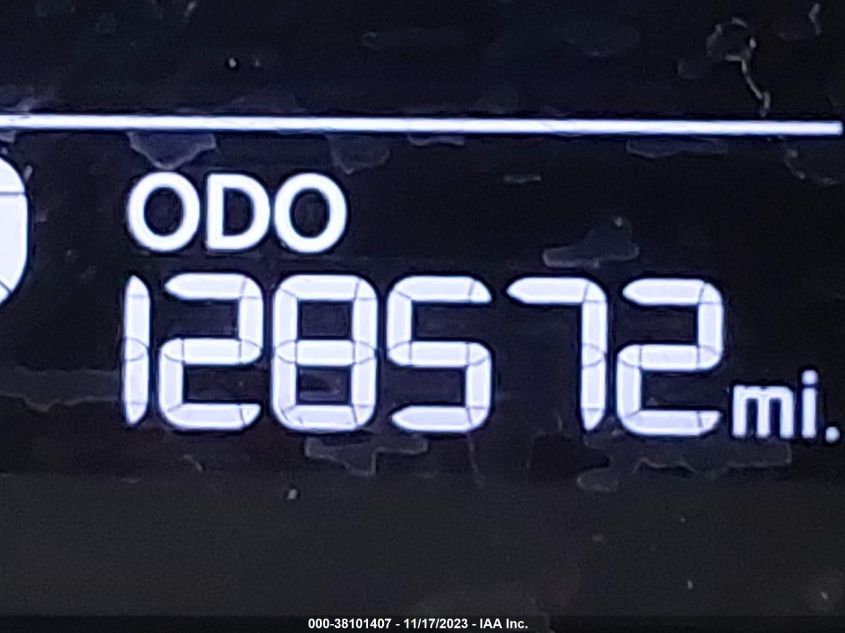 ODO
128572 mi.
000-38101407 - 11/17/2023 - IAA Inc.